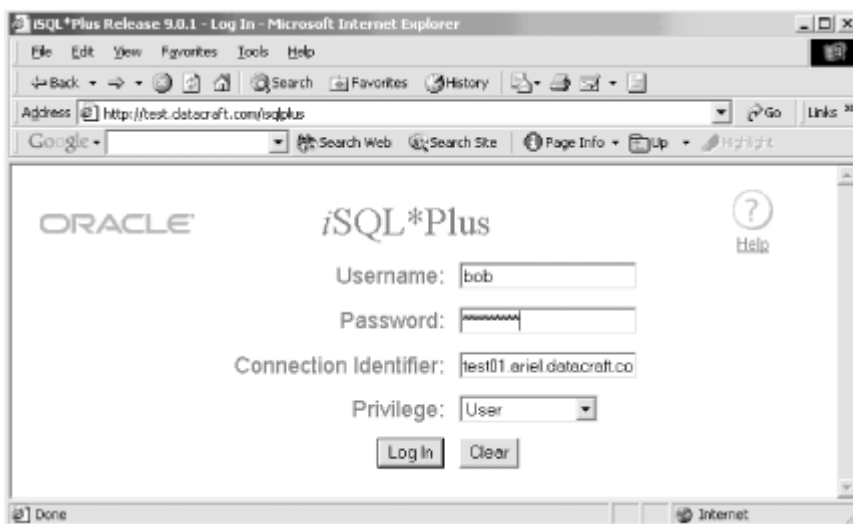 iSQL*Plus Release 9.0.1 - Log In - Microsoft Internet Explorer
File Edit View Favorites Tools Help
Back Search Favorites History
Address http://test.datacraft.com/isqlplus Go Links »
Google Search Web Search Site Page Info Up Highlight
ORACLE iSQL*Plus ? Help
Username: bob
Password:
Connection Identifier: test01.ariel.datacraft.co
Privilege: User
Log In Clear
Done Internet